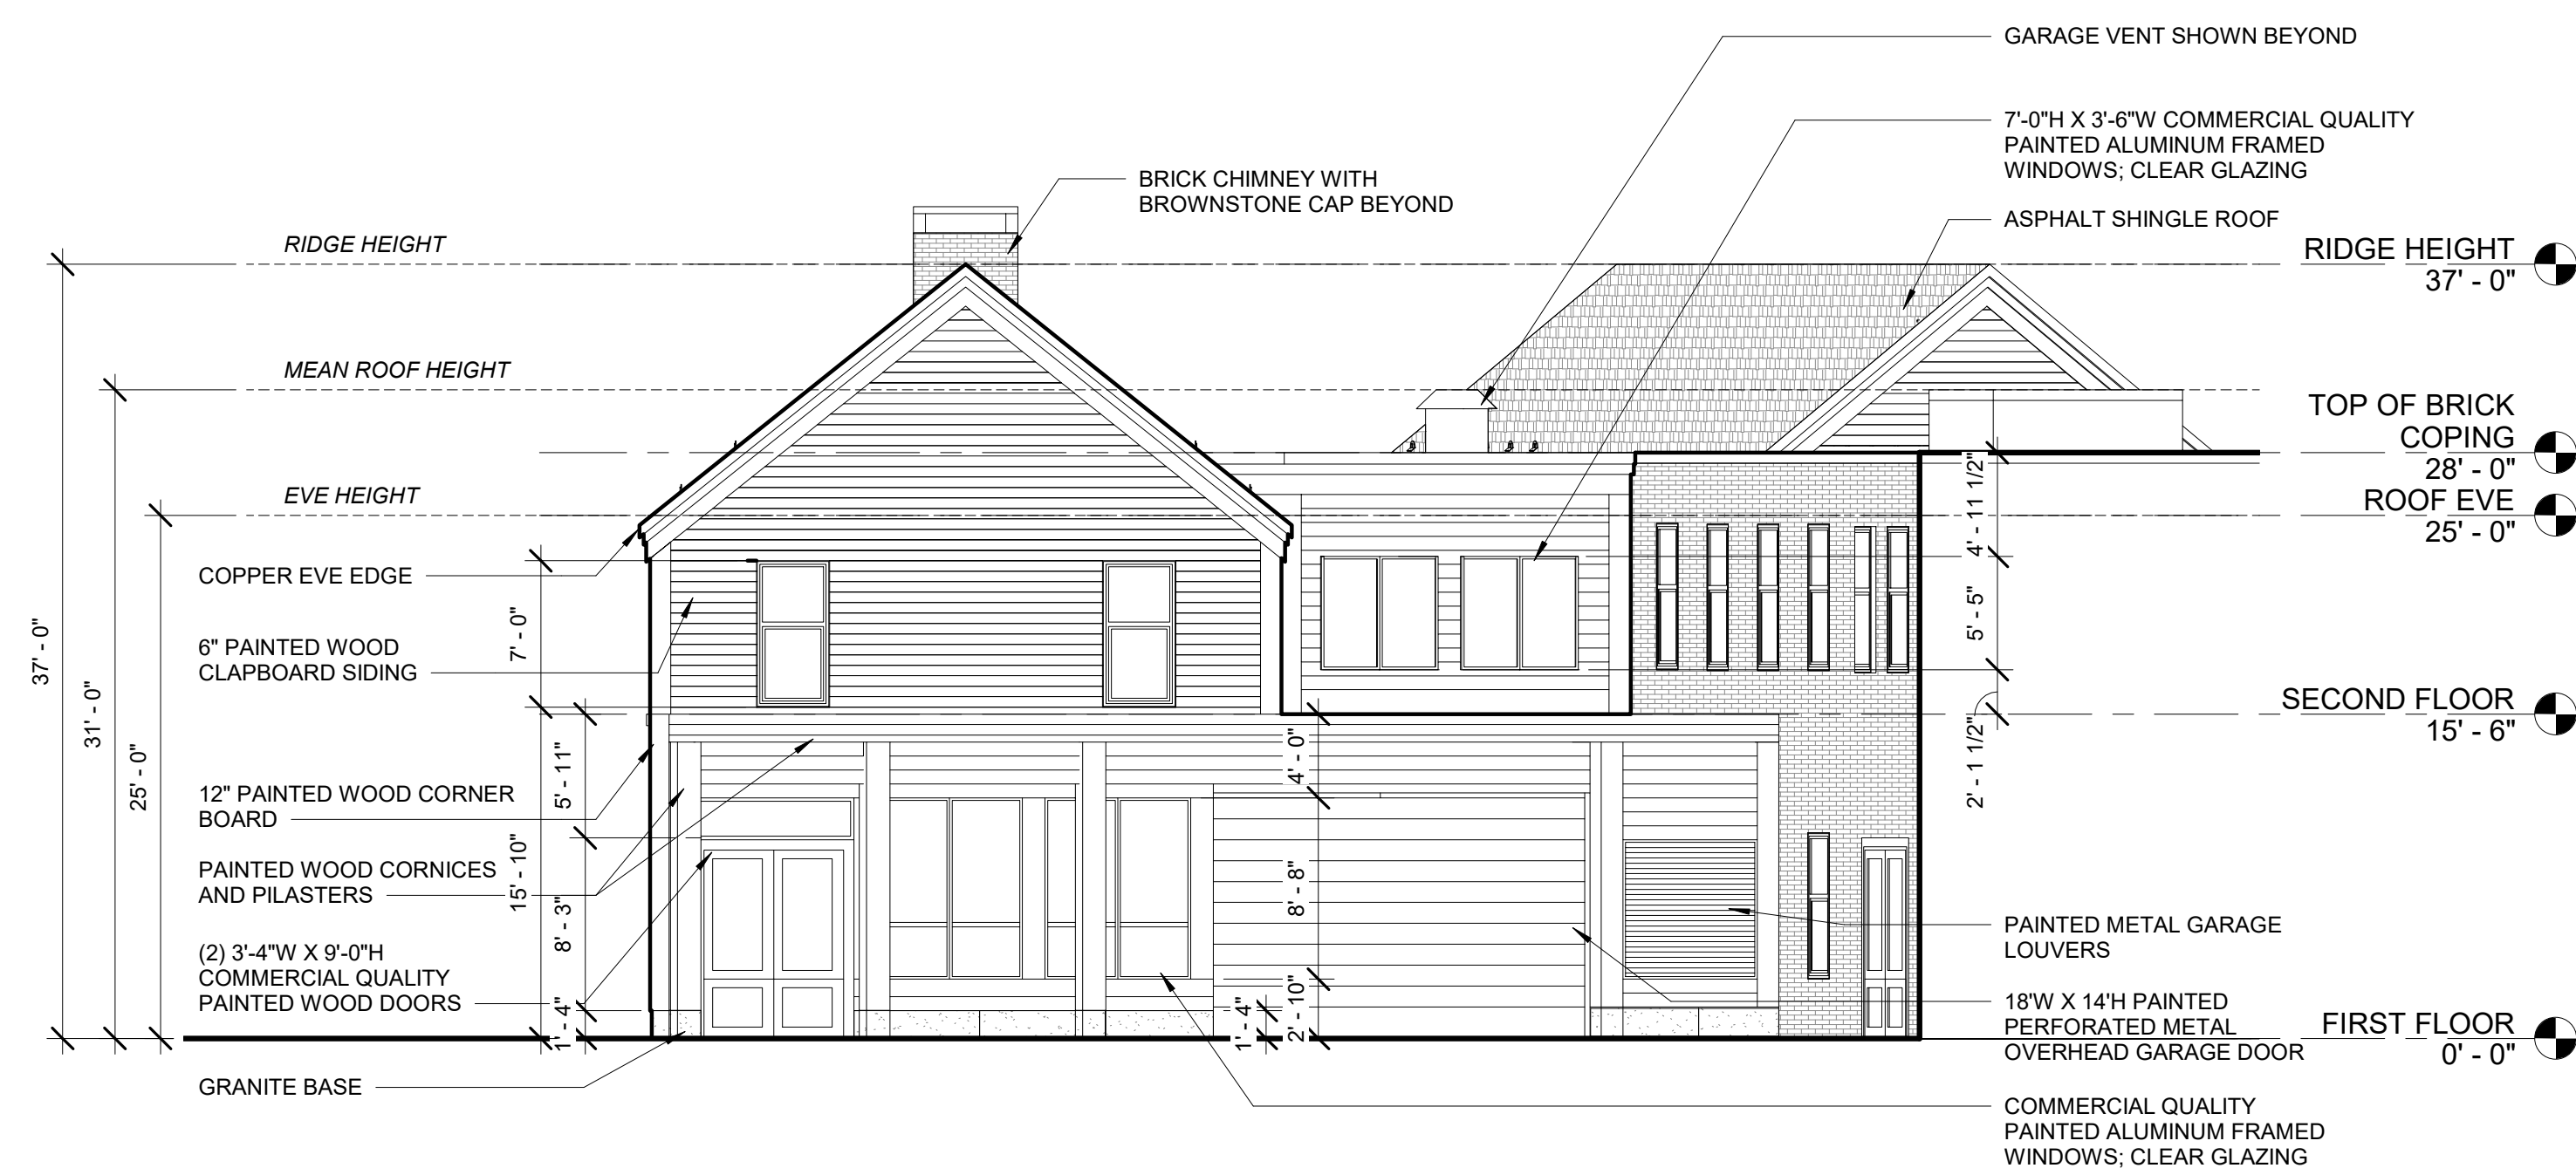 GARAGE VENT SHOWN BEYOND
7'-0"H X 3'-6"W COMMERCIAL QUALITY
PAINTED ALUMINUM FRAMED
WINDOWS; CLEAR GLAZING
BRICK CHIMNEY WITH
BROWNSTONE CAP BEYOND
ASPHALT SHINGLE ROOF
RIDGE HEIGHT
RIDGE HEIGHT
37' - 0"
MEAN ROOF HEIGHT
TOP OF BRICK
COPING
28' - 0"
EVE HEIGHT
ROOF EVE
25' - 0"
COPPER EVE EDGE
6" PAINTED WOOD
CLAPBOARD SIDING
SECOND FLOOR
15' - 6"
12" PAINTED WOOD CORNER
BOARD
PAINTED WOOD CORNICES
AND PILASTERS
(2) 3'-4"W X 9'-0"H
COMMERCIAL QUALITY
PAINTED WOOD DOORS
GRANITE BASE
PAINTED METAL GARAGE
LOUVERS
18'W X 14'H PAINTED
PERFORATED METAL
OVERHEAD GARAGE DOOR
FIRST FLOOR
0' - 0"
COMMERCIAL QUALITY
PAINTED ALUMINUM FRAMED
WINDOWS; CLEAR GLAZING
37' - 0"
31' - 0"
25' - 0"
7' - 0"
15' - 10"
5' - 11"
8' - 3"
1' - 4"
1' - 4"
4' - 0"
8' - 8"
2' - 10"
4' - 11 1/2"
5' - 5"
2' - 1 1/2"